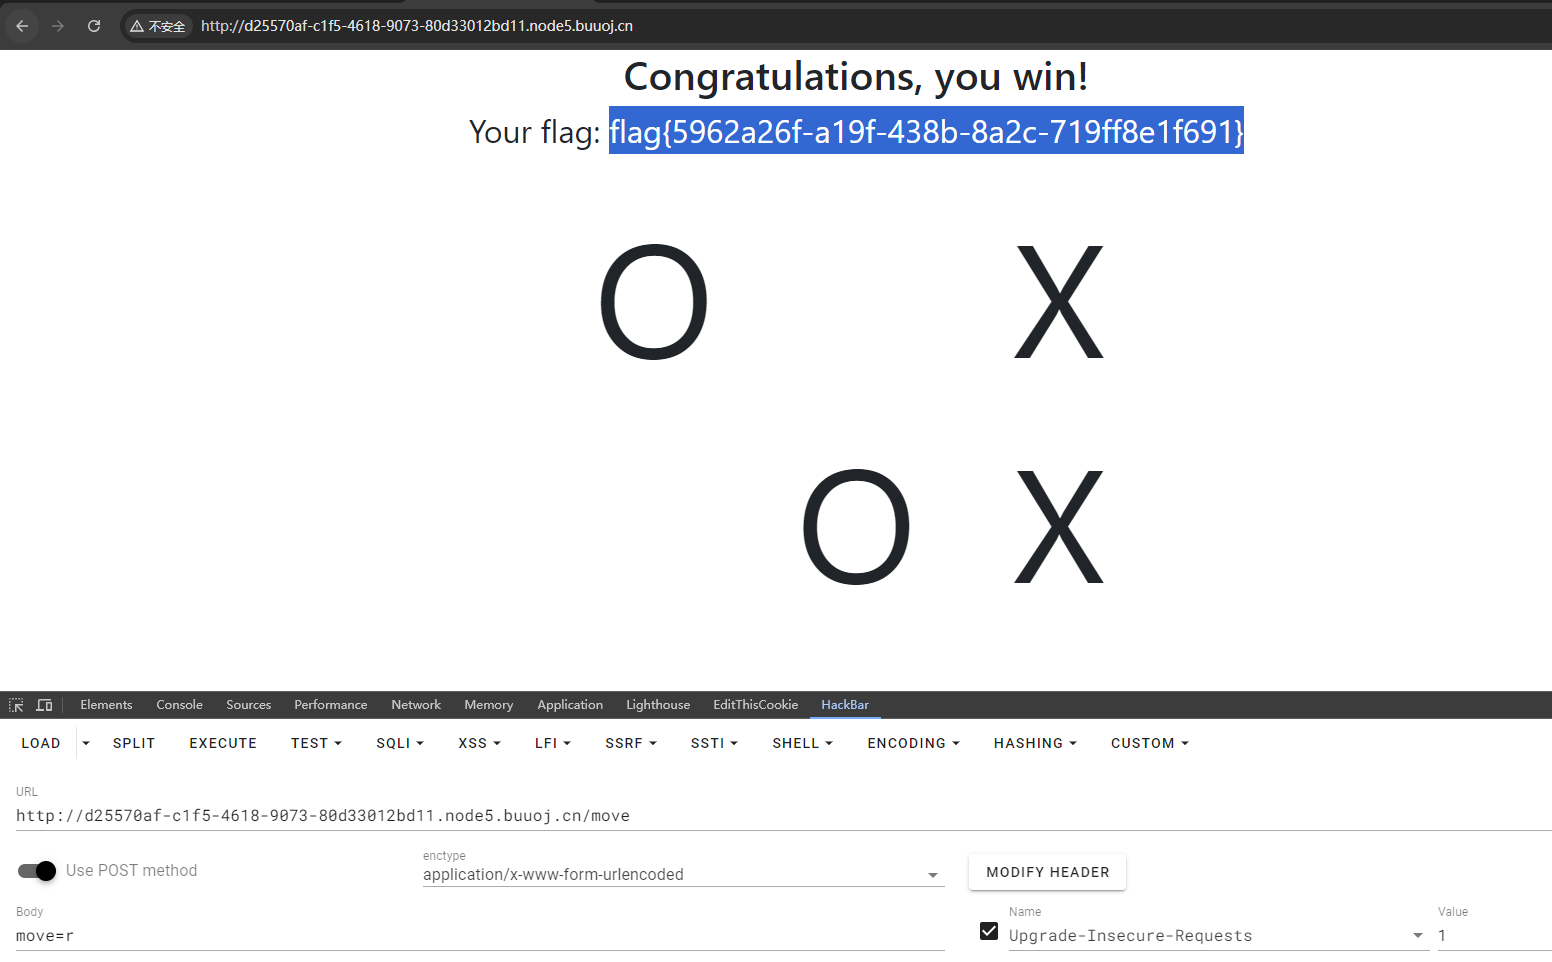 不安全 http://d25570af-c1f5-4618-9073-80d33012bd11.node5.buuoj.cn
Congratulations, you win!
Your flag: flag{5962a26f-a19f-438b-8a2c-719ff8e1f691}
O X
O X
Elements Console Sources Performance Network Memory Application Lighthouse EditThisCookie HackBar
LOAD SPLIT EXECUTE TEST SQLI XSS LFI SSRF SSTI SHELL ENCODING HASHING CUSTOM
URL
http://d25570af-c1f5-4618-9073-80d33012bd11.node5.buuoj.cn/move
Use POST method
enctype
application/x-www-form-urlencoded
MODIFY HEADER
Body
move=r
Name
Upgrade-Insecure-Requests
Value
1